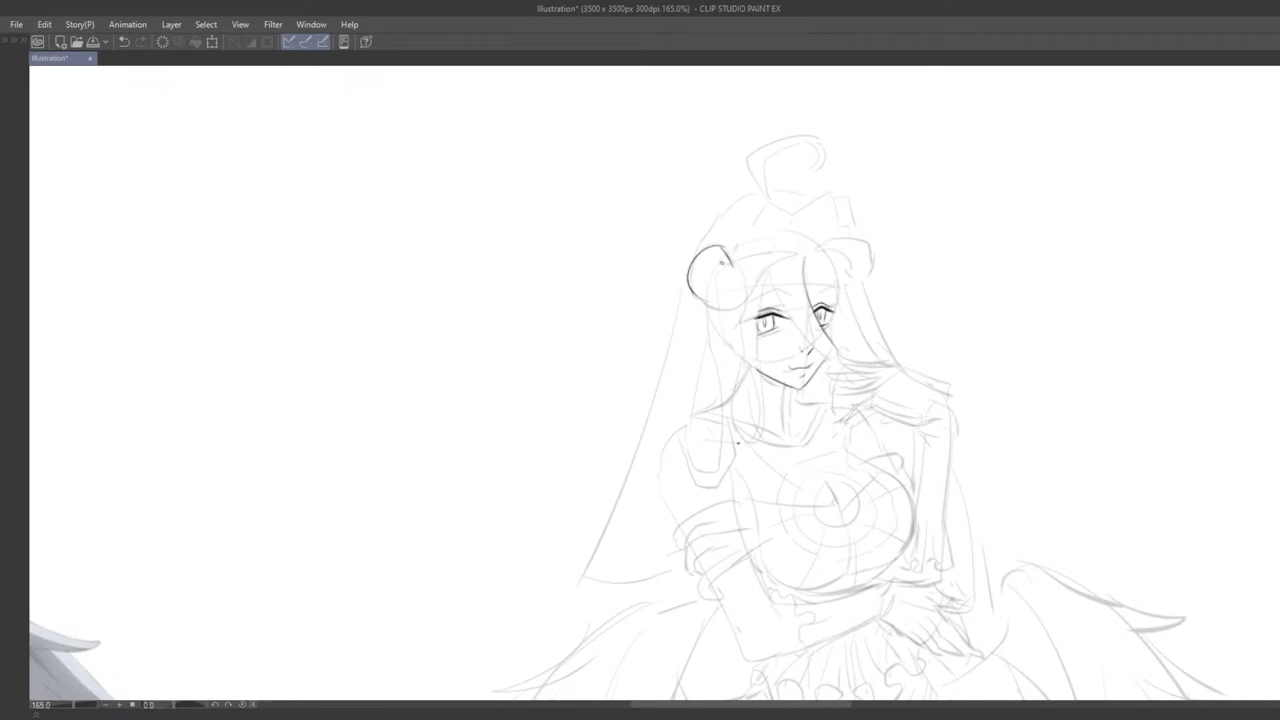 Illustration* (3500 x 3500px 300dpi 165.0%) - CLIP STUDIO PAINT EX
File Edit Story(P) Animation Layer Select View Filter Window Help
Illustration*
165.0 0.0